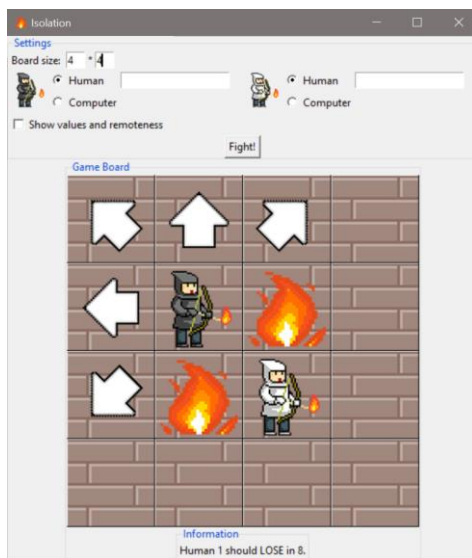 Isolation
Settings
Board size: 4 * 4
Human
Human
Computer
Computer
Show values and remoteness
Fight!
Game Board
Information
Human 1 should LOSE in 8.